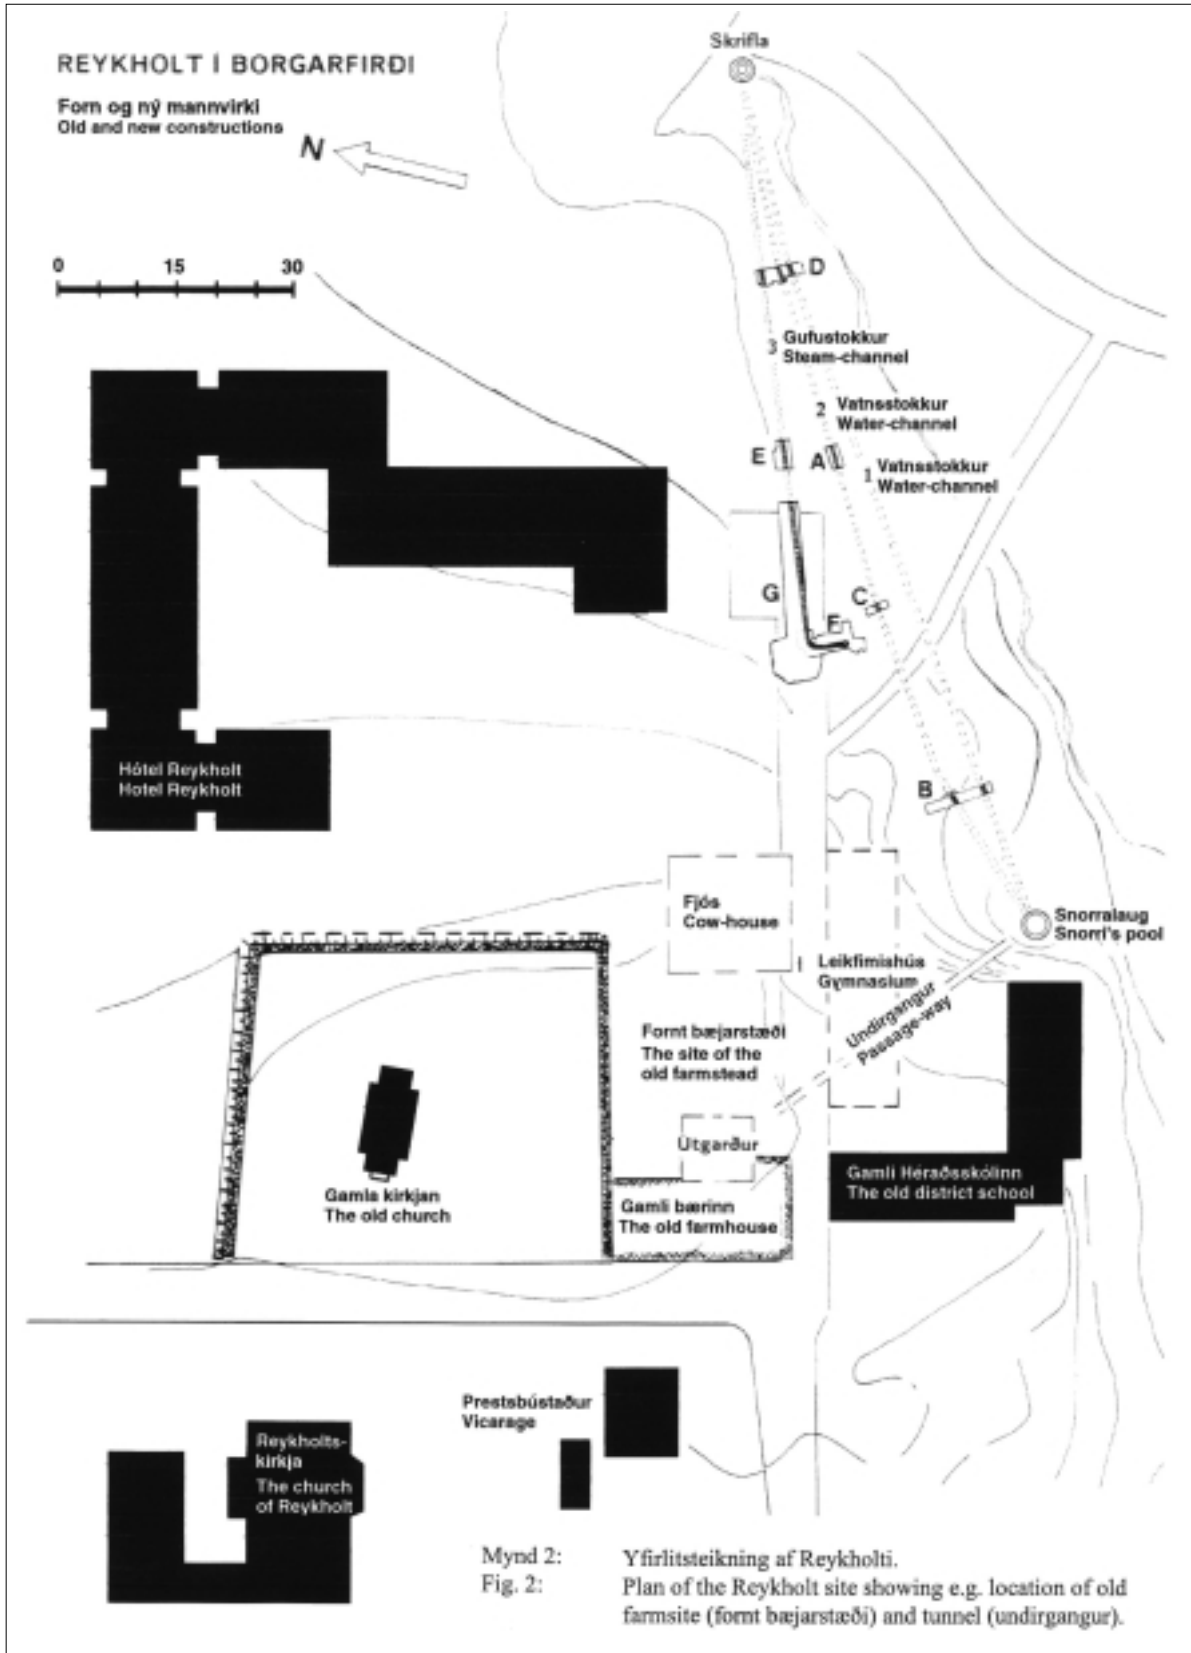 REYKHOLT Í BORGARFIRÐI
Forn og ný mannvirki
Old and new constructions
N
0 15 30
Skrifla
D
3
Gufustokkur
Steam-channel
2
Vatnsstokkur
Water-channel
E
A
1
Vatnsstokkur
Water-channel
G
C
F
B
Hótel Reykholt
Hotel Reykholt
Fjós
Cow-house
Leikfimishús
Gymnasium
Snorralaug
Snorri's pool
Undirgangur
Passage-way
Fornt bæjarstæði
The site of the
old farmstead
Útgarður
Gamla kirkjan
The old church
Gamli bærinn
The old farmhouse
Gamli Héraðsskólinn
The old district school
Prestsbústaður
Vicarage
Reykholts-
kirkja
The church
of Reykholt
Mynd 2: Yfirlitsteikning af Reykholti.
Fig. 2: Plan of the Reykholt site showing e.g. location of old
farmsite (fornt bæjarstæði) and tunnel (undirgangur).